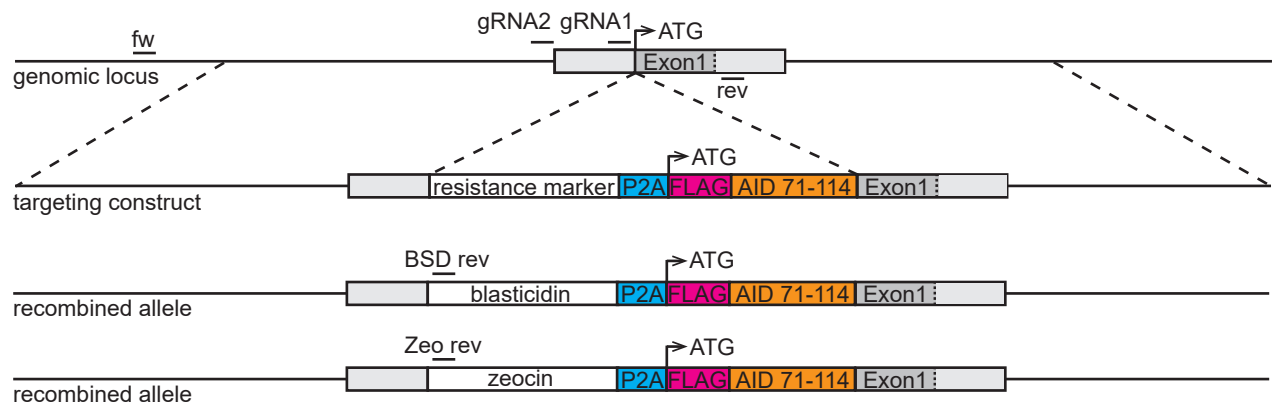 gRNA2 gRNA1 ATG
fw
Exon1
genomic locus
rev
ATG
resistance marker P2A FLAG AID 71-114 Exon1
targeting construct
BSD rev ATG
blasticidin P2A FLAG AID 71-114 Exon1
recombined allele
Zeo rev ATG
zeocin P2A FLAG AID 71-114 Exon1
recombined allele